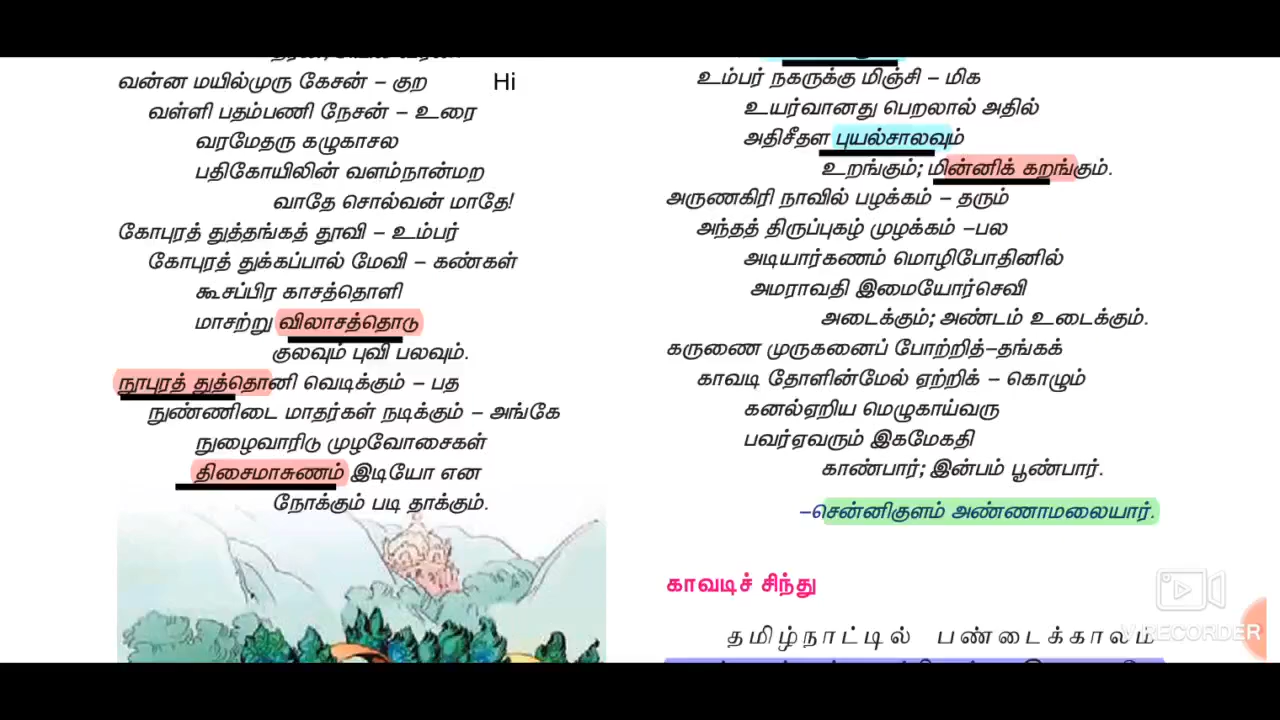 வன்ன மயில்முரு கேசன் – குற
Hi
வள்ளி பதம்பணி நேசன் – உரை
வரமேதரு கழுகாசல
பதிகோயிலின் வளம்நான்மற
வாதே சொல்வன் மாதே!
கோபுரத் துத்தங்கத் தூவி – உம்பர்
கோபுரத் துக்கப்பால் மேவி – கண்கள்
கூசப்பிர காசத்தொளி
மாசற்று விலாசத்தொடு
குலவும் புவி பலவும்.
நூபுரத் துத்தொனி வெடிக்கும் – பத
நுண்ணிடை மாதர்கள் நடிக்கும் – அங்கே
நுழைவாரிடு முழவோசைகள்
திசைமாசுணம் இடியோ என
நோக்கும் படி தாக்கும்.
உம்பர் நகருக்கு மிஞ்சி – மிக
உயர்வானது பெறலால் அதில்
அதிசீதள புயல்சாலவும்
உறங்கும்; மின்னிக் கறங்கும்.
அருணகிரி நாவில் பழக்கம் – தரும்
அந்தத் திருப்புகழ் முழக்கம் –பல
அடியார்கணம் மொழிபோதினில்
அமராவதி இமையோர்செவி
அடைக்கும்; அண்டம் உடைக்கும்.
கருணை முருகனைப் போற்றித்–தங்கக்
காவடி தோளின்மேல் ஏற்றிக் – கொழும்
கனல்ஏறிய மெழுகாய்வரு
பவர்ஏவரும் இகமேகதி
காண்பார்; இன்பம் பூண்பார்.
–சென்னிகுளம் அண்ணாமலையார்.
காவடிச் சிந்து
தமிழ்நாட்டில் பண்டைக்காலம்
V RECORDER